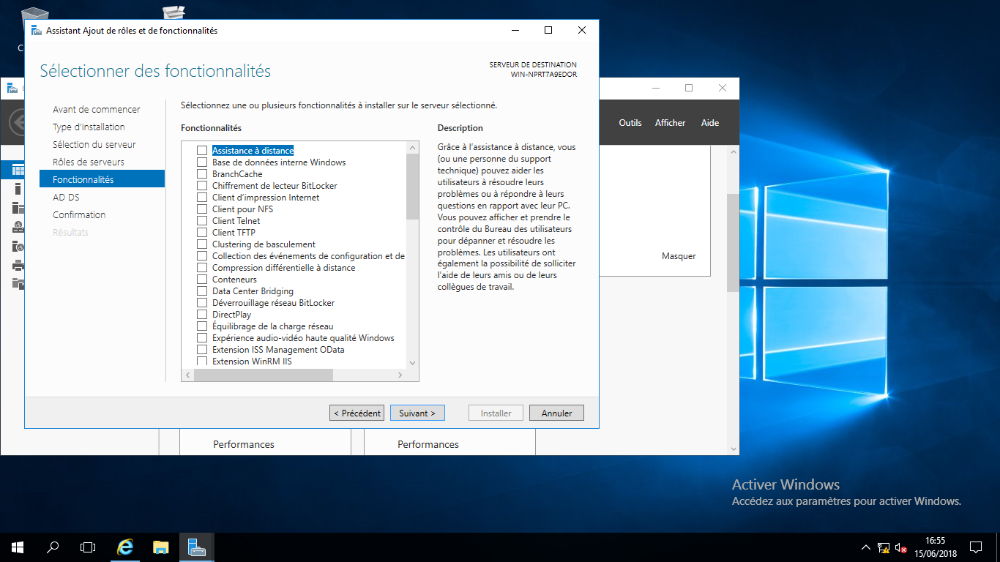 Assistant Ajout de rôles et de fonctionnalités
Sélectionner des fonctionnalités
SERVEUR DE DESTINATION
WIN-NPRT7A9EDOR
Avant de commencer
Type d'installation
Sélection du serveur
Rôles de serveurs
Fonctionnalités
AD DS
Confirmation
Résultats
Sélectionnez une ou plusieurs fonctionnalités à installer sur le serveur sélectionné.
Fonctionnalités
Assistance à distance
Base de données interne Windows
BranchCache
Chiffrement de lecteur BitLocker
Client d'impression Internet
Client pour NFS
Client Telnet
Client TFTP
Clustering de basculement
Collection des événements de configuration et de
Compression différentielle à distance
Conteneurs
Data Center Bridging
Déverrouillage réseau BitLocker
DirectPlay
Équilibrage de la charge réseau
Expérience audio-vidéo haute qualité Windows
Extension ISS Management OData
Extension WinRM IIS
Description
Grâce à l'assistance à distance, vous
(ou une personne du support
technique) pouvez aider les
utilisateurs à résoudre leurs
problèmes ou à répondre à leurs
questions en rapport avec leur PC.
Vous pouvez afficher et prendre le
contrôle du Bureau des utilisateurs
pour dépanner et résoudre les
problèmes. Les utilisateurs ont
également la possibilité de solliciter
l'aide de leurs amis ou de leurs
collègues de travail.
< Précédent
Suivant >
Installer
Annuler
Outils
Afficher
Aide
Masquer
Performances
Performances
Activer Windows
Accédez aux paramètres pour activer Windows.
16:55
15/06/2018